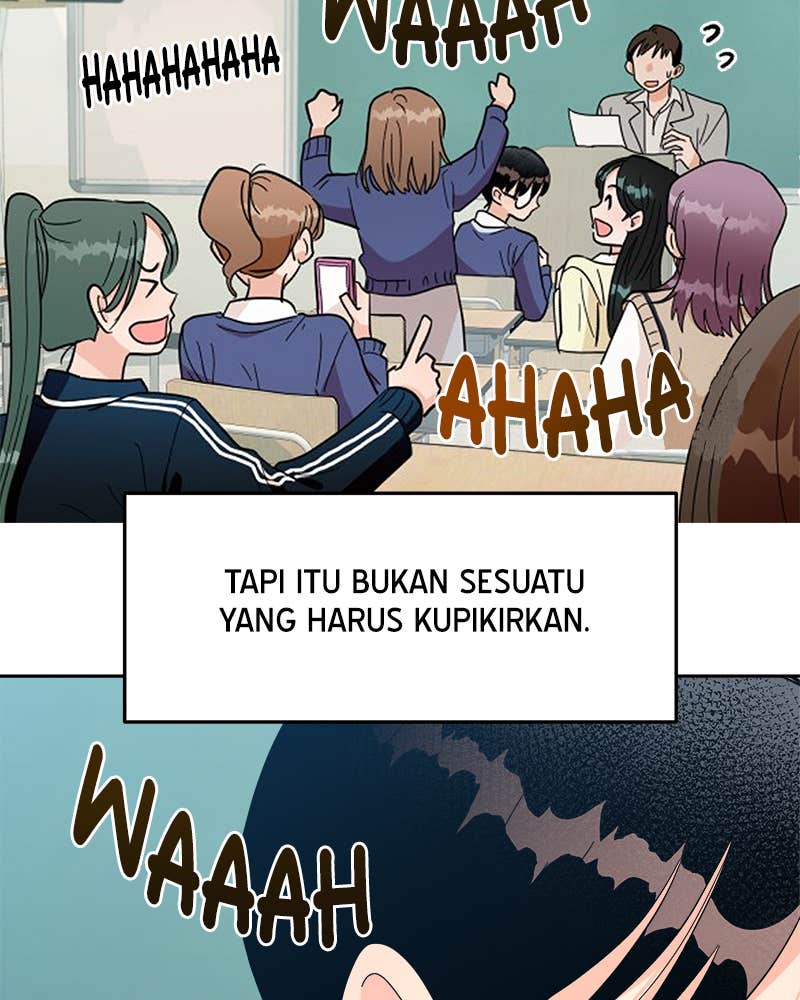 WAAAH
HAHAHAHAHA
AHAHA
TAPI ITU BUKAN SESUATU
YANG HARUS KUPIKIRKAN.
WAAAH